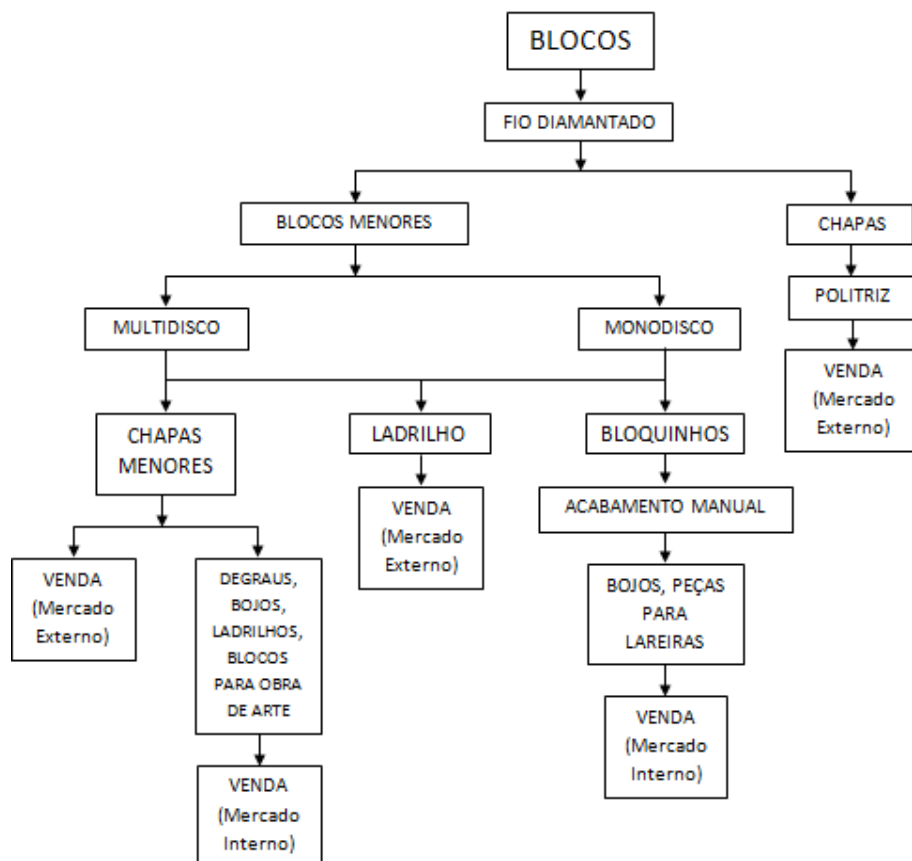 BLOCOS
FIO DIAMANTADO
BLOCOS MENORES
CHAPAS
MULTIDISCO
MONODISCO
POLITRIZ
VENDA
(Mercado
Externo)
CHAPAS
MENORES
LADRILHO
BLOQUINHOS
VENDA
(Mercado
Externo)
ACABAMENTO MANUAL
VENDA
(Mercado
Externo)
DEGRAUS,
BOJOS,
LADRILHOS,
BLOCOS
PARA OBRA
DE ARTE
BOJOS, PEÇAS
PARA
LAREIRAS
VENDA
(Mercado
Interno)
VENDA
(Mercado
Interno)